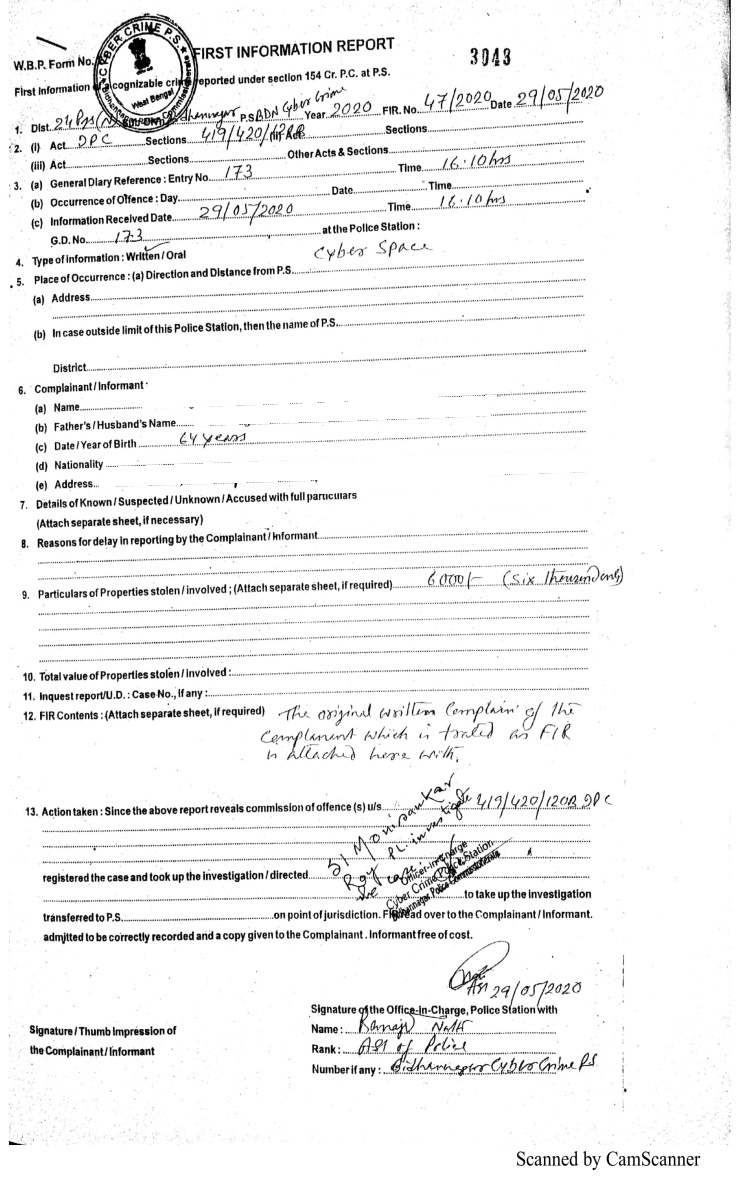 CYBER CRIME P.S.
West Bengal
W.B.P. Form No.
FIRST INFORMATION REPORT
3943
First Information of a cognizable crime reported under section 154 Cr. P.C. at P.S.
1. Dist. 24 Pgs (N) P.S. BDN Cyber Crime Year 2020 FIR. No. 47/2020 Date 29/05/2020
2. (i) Act IPC Sections 419/420/ (ii) Act Sections
(iii) Act Sections Other Acts & Sections
3. (a) General Diary Reference : Entry No. 173 Time 16.10 hrs
(b) Occurrence of Offence : Day Date Time
(c) Information Received Date 29/05/2020 Time 16.10 hrs
G.D. No. 173 at the Police Station :
4. Type of information : Written / Oral
5. Place of Occurrence : (a) Direction and Distance from P.S. Cyber Space
(a) Address
(b) In case outside limit of this Police Station, then the name of P.S.
District
6. Complainant / Informant
(a) Name
(b) Father's / Husband's Name
(c) Date / Year of Birth 64 years
(d) Nationality
(e) Address
7. Details of Known / Suspected / Unknown / Accused with full particulars
(Attach separate sheet, if necessary)
8. Reasons for delay in reporting by the Complainant / Informant
9. Particulars of Properties stolen / involved ; (Attach separate sheet, if required) 6000/- (Six thousand only)
10. Total value of Properties stolen / involved :
11. Inquest report/U.D. : Case No., If any :
12. FIR Contents : (Attach separate sheet, if required) The original written Complain of the
Complanant which is treated as FIR
is attached here with.
13. Action taken : Since the above report reveals commission of offence (s) u/s 419/420/120B IPC
SI Monisankar
Roy PL investigate
the case.
Officer-in-Charge
Cyber Crime Police Station
Bidhannagar Police Commissionerate
registered the case and took up the investigation / directed
to take up the investigation
transferred to P.S. on point of jurisdiction. FIR read over to the Complainant / Informant.
admitted to be correctly recorded and a copy given to the Complainant . Informant free of cost.
ASI 29/05/2020
Signature of the Office-in-Charge, Police Station with
Signature / Thumb Impression of
the Complainant / Informant
Name : Nath
Rank : ASI of Police
Number if any : Bidhannagar Cyber Crime PS
Scanned by CamScanner